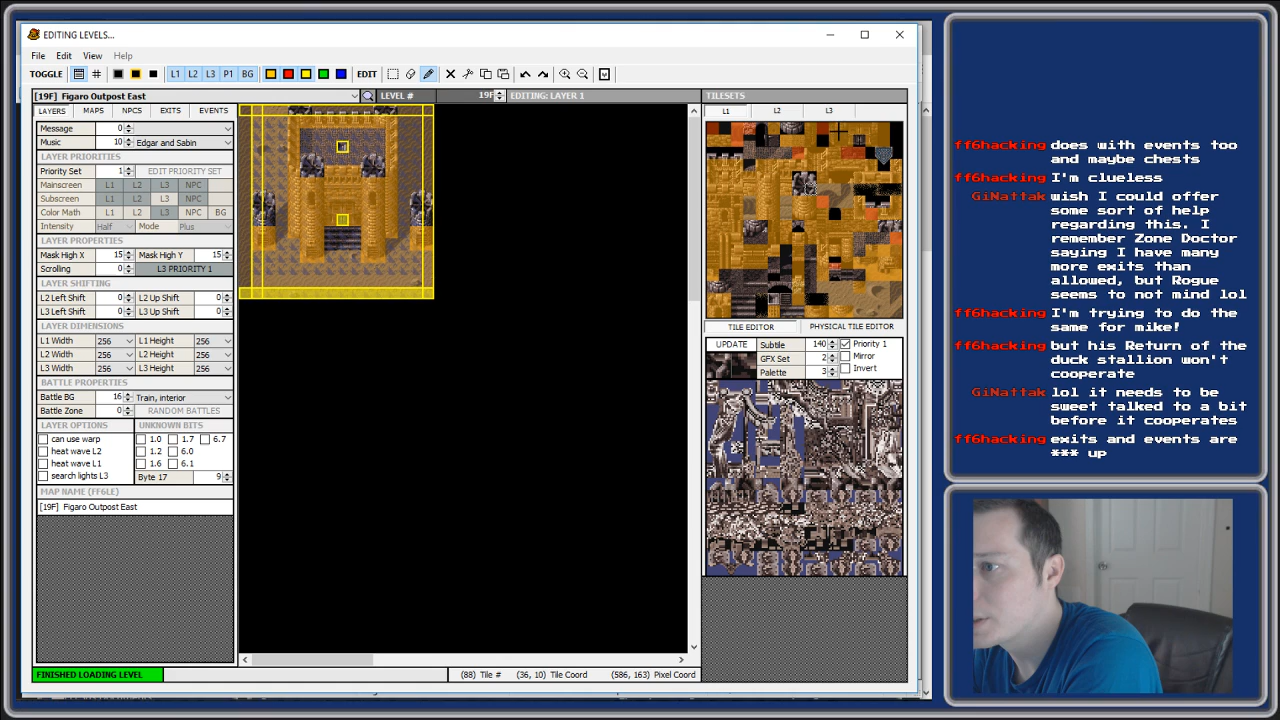 EDITING LEVELS...
File Edit View Help
TOGGLE L1 L2 L3 P1 BG EDIT
[19F] Figaro Outpost East LEVEL # 19F EDITING: LAYER 1 TILESETS
LAYERS MAPS NPCS EXITS EVENTS L1 L2 L3
Message 0
Music 10 Edgar and Sabin
LAYER PRIORITIES
Priority Set 1 EDIT PRIORITY SET
Mainscreen L1 L2 L3 NPC
Subscreen L1 L2 L3 NPC
Color Math L1 L2 L3 NPC BG
Intensity Half Mode Plus
LAYER PROPERTIES
Mask High X 15 Mask High Y 15
Scrolling 0 L3 PRIORITY 1
LAYER SHIFTING
L2 Left Shift 0 L2 Up Shift 0
L3 Left Shift 0 L3 Up Shift 0
LAYER DIMENSIONS
L1 Width 256 L1 Height 256
L2 Width 256 L2 Height 256
L3 Width 256 L3 Height 256
BATTLE PROPERTIES
Battle BG 16 Train, interior
Battle Zone 0 RANDOM BATTLES
LAYER OPTIONS UNKNOWN BITS
can use warp 1.0 1.7 6.7
heat wave L2 1.2 6.0
heat wave L1 1.6 6.1
search lights L3 Byte 17 9
MAP NAME (FF6LE)
[19F] Figaro Outpost East
TILE EDITOR PHYSICAL TILE EDITOR
UPDATE Subtile 140 Priority 1
GFX Set 2 Mirror
Palette 3 Invert
FINISHED LOADING LEVEL (88) Tile # (36, 10) Tile Coord (586, 163) Pixel Coord
ff6hacking does with events too
and maybe chests
ff6hacking I'm clueless
GiNattak wish I could offer
some sort of help
regarding this. I
remember Zone Doctor
saying I have many
more exits than
allowed, but Rogue
seems to not mind lol
ff6hacking I'm trying to do the
same for mike!
ff6hacking but his Return of the
duck stallion won't
cooperate
GiNattak lol it needs to be
sweet talked to a bit
before it cooperates
ff6hacking exits and events are
*** up